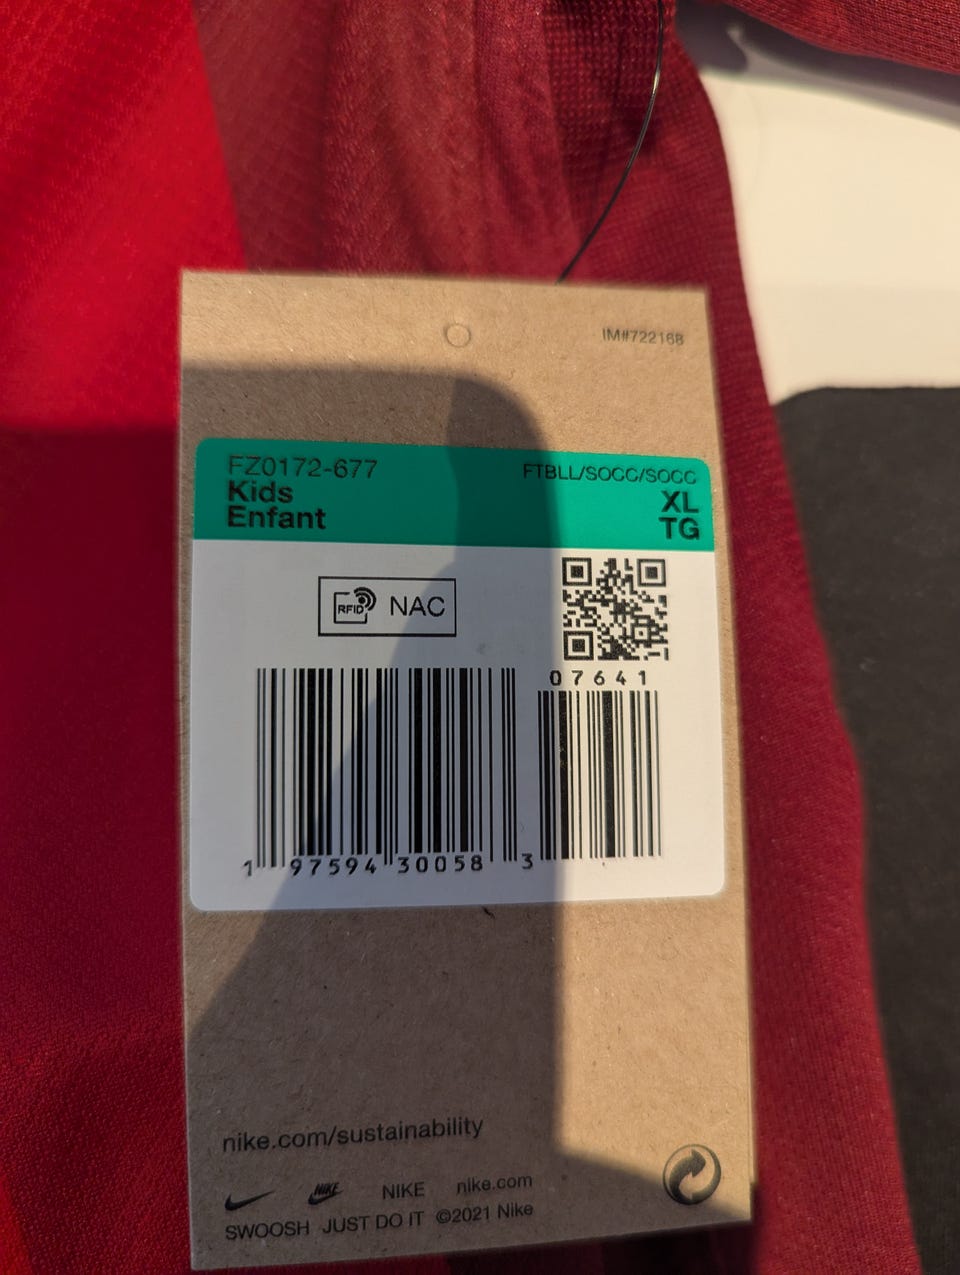 IM#722168
FZ0172-677 FTBLL/SOCC/SOCC
Kids XL
Enfant TG
RFID NAC
07641
1 97594 30058 3
nike.com/sustainability
NIKE NIKE nike.com
SWOOSH JUST DO IT ©2021 Nike